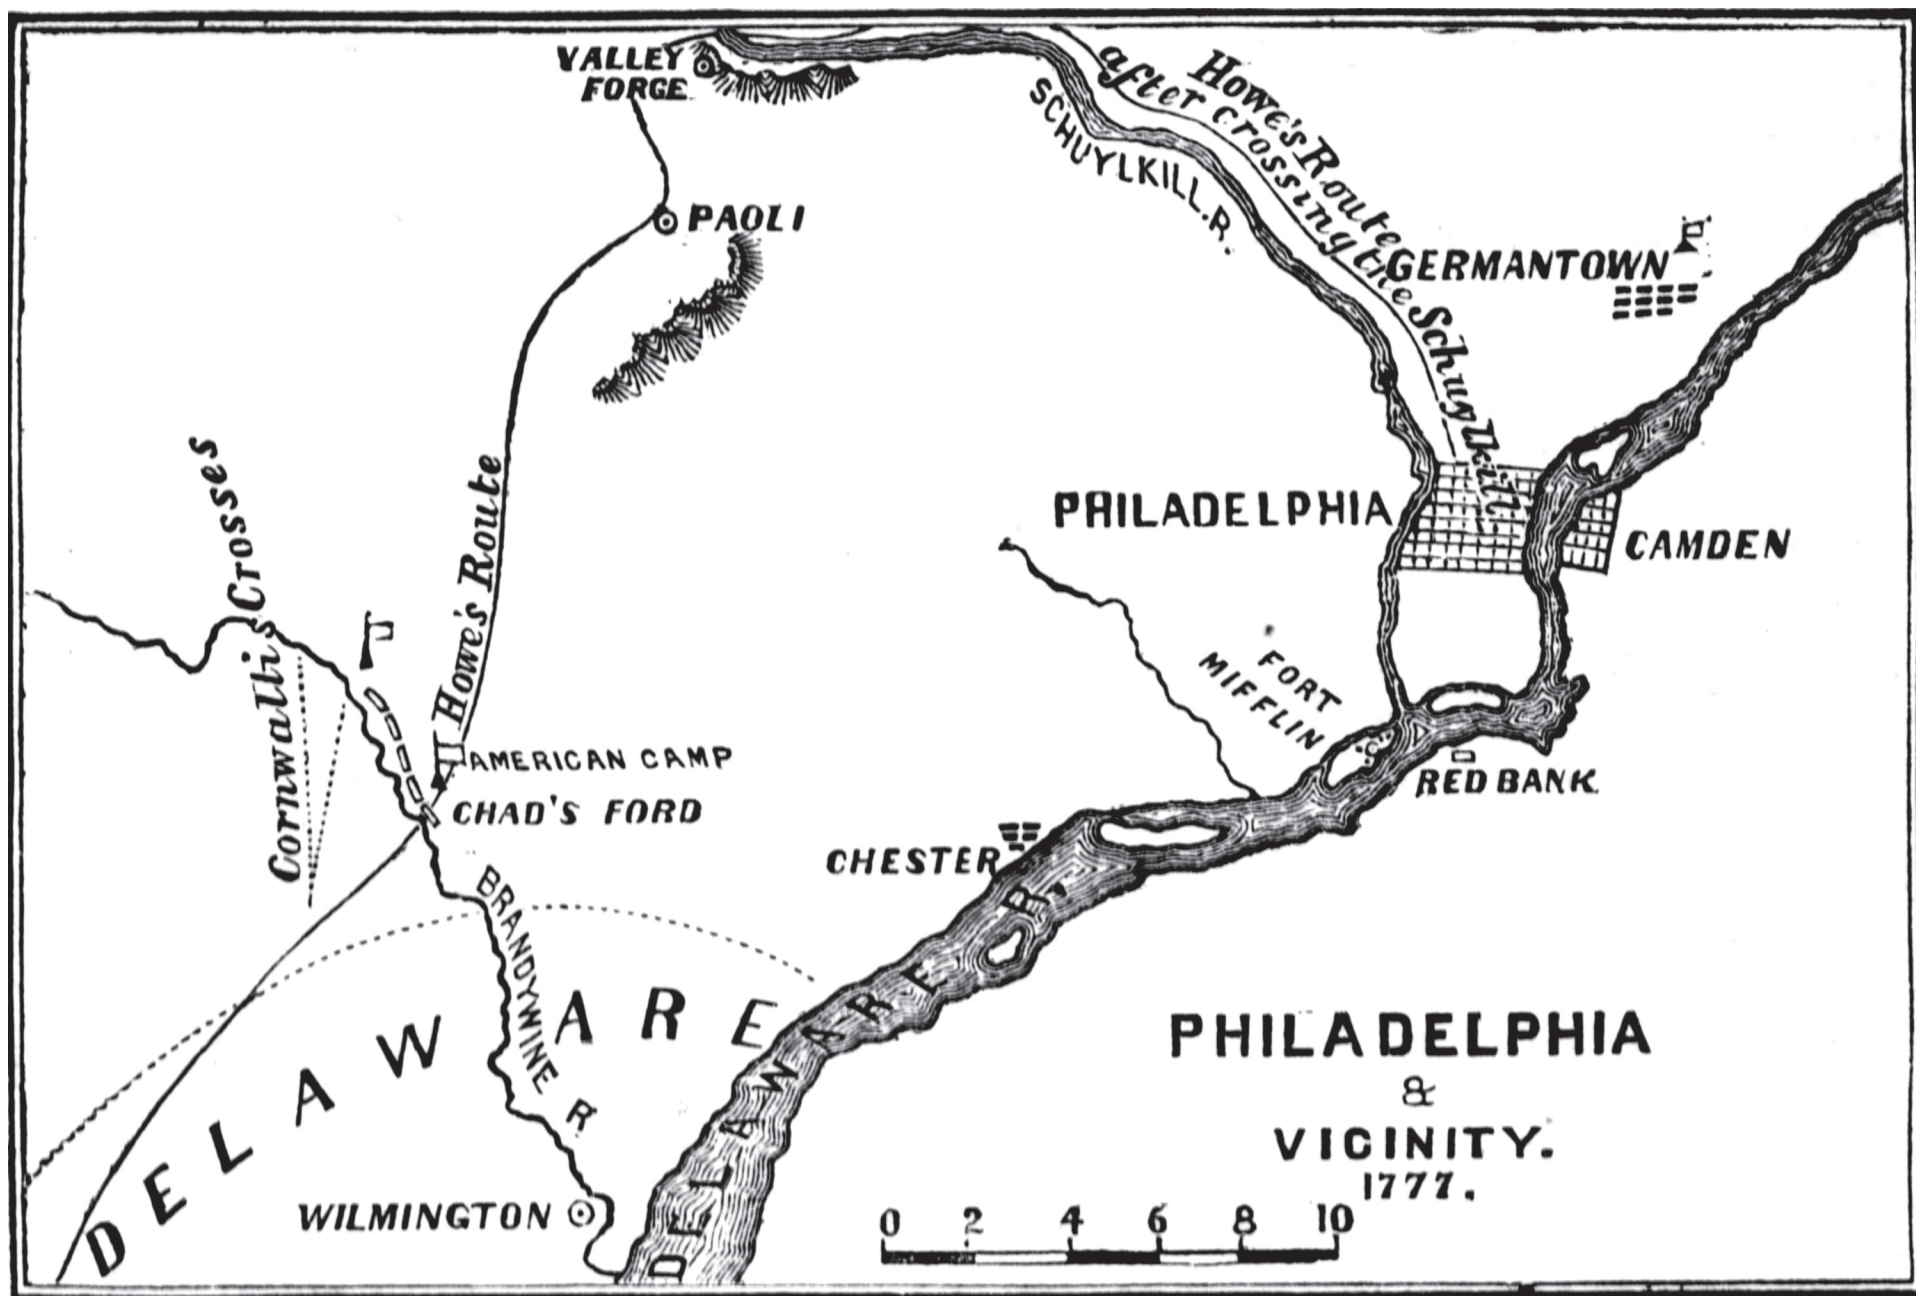 VALLEY
FORGE
Howe's Route
after crossing the Schuylkill
SCHUYLKILL.R.
PAOLI
GERMANTOWN
Cornwallis Crosses
Howe's Route
PHILADELPHIA
CAMDEN
FORT
MIFFLIN
AMERICAN CAMP
CHAD'S FORD
RED BANK.
CHESTER
BRANDYWINE R.
DELAWARE
DELAWARE R.
WILMINGTON
PHILADELPHIA
&
VICINITY.
1777.
0 2 4 6 8 10